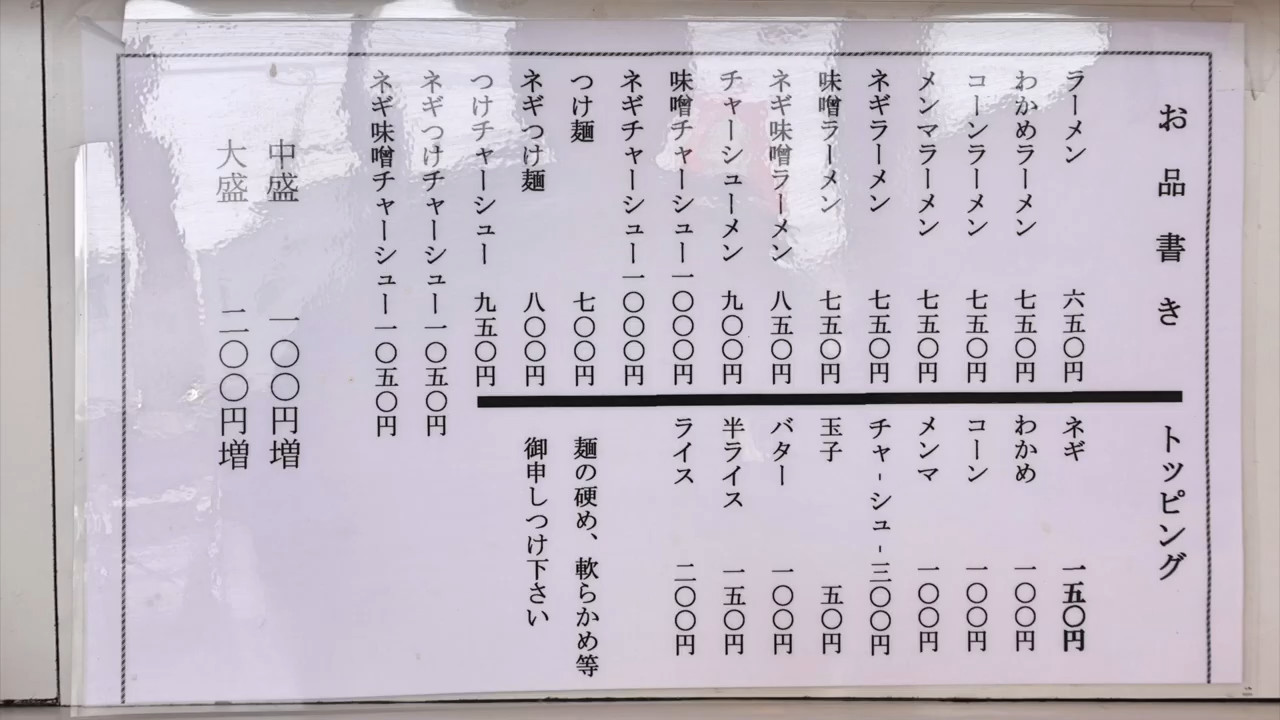 お品書き
ラーメン 六五〇円
わかめラーメン 七五〇円
コーンラーメン 七五〇円
メンマラーメン 七五〇円
ネギラーメン 七五〇円
味噌ラーメン 七五〇円
ネギ味噌ラーメン 八五〇円
チャーシューメン 九〇〇円
味噌チャーシュー一〇〇〇円
ネギチャーシュー一〇〇〇円
つけ麺 七〇〇円
ネギつけ麺 八〇〇円
つけチャーシュー 九五〇円
ネギつけチャーシュー一〇五〇円
ネギ味噌チャーシュー一〇五〇円
中盛 一〇〇円増
大盛 二〇〇円増
トッピング
ネギ 一五〇円
わかめ 一〇〇円
コーン 一〇〇円
メンマ 一〇〇円
チャーシュー三〇〇円
玉子 五〇円
バター 一〇〇円
半ライス 一五〇円
ライス 二〇〇円
麺の硬め、軟らかめ等
御申しつけ下さい